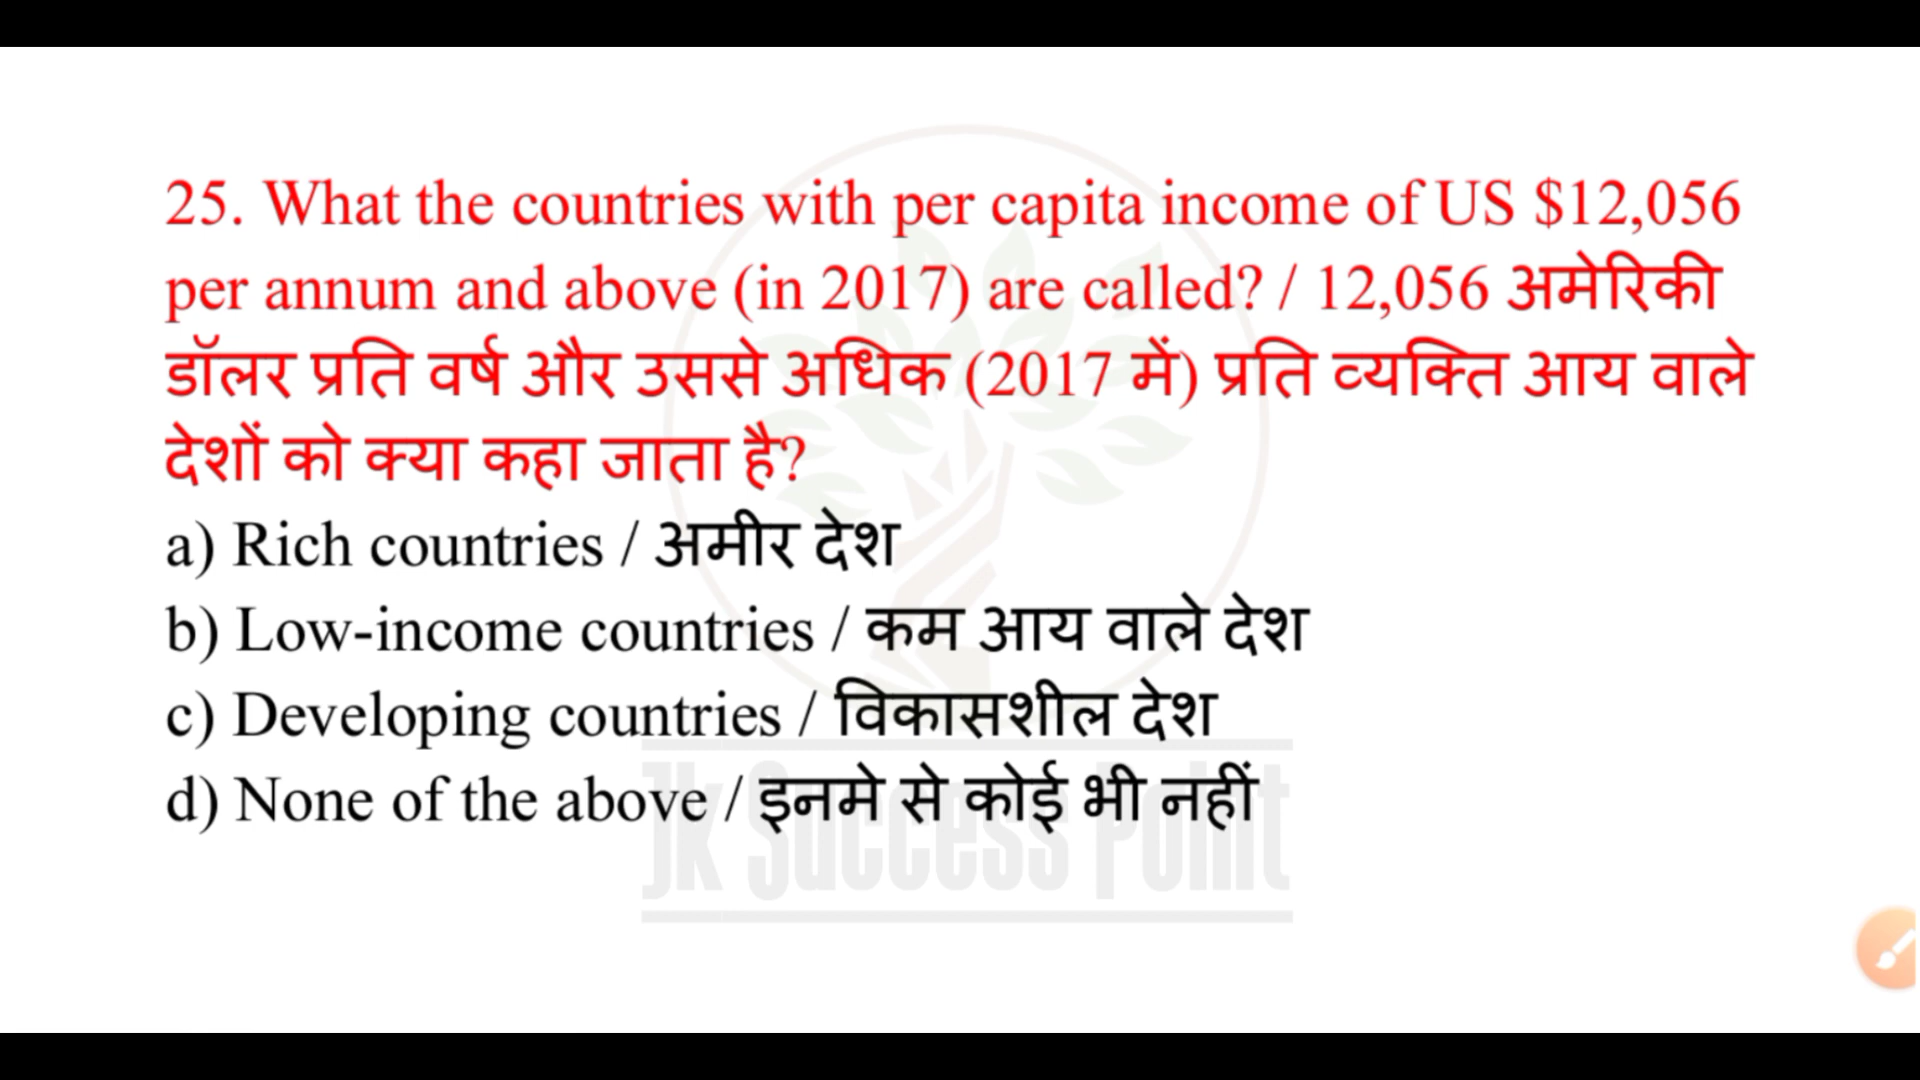 25. What the countries with per capita income of US $12,056
per annum and above (in 2017) are called? / 12,056 अमेरिकी
डॉलर प्रति वर्ष और उससे अधिक (2017 में) प्रति व्यक्ति आय वाले
देशों को क्या कहा जाता है?
a) Rich countries / अमीर देश
b) Low-income countries / कम आय वाले देश
c) Developing countries / विकासशील देश
d) None of the above / इनमे से कोई भी नहीं
Jk Success Point